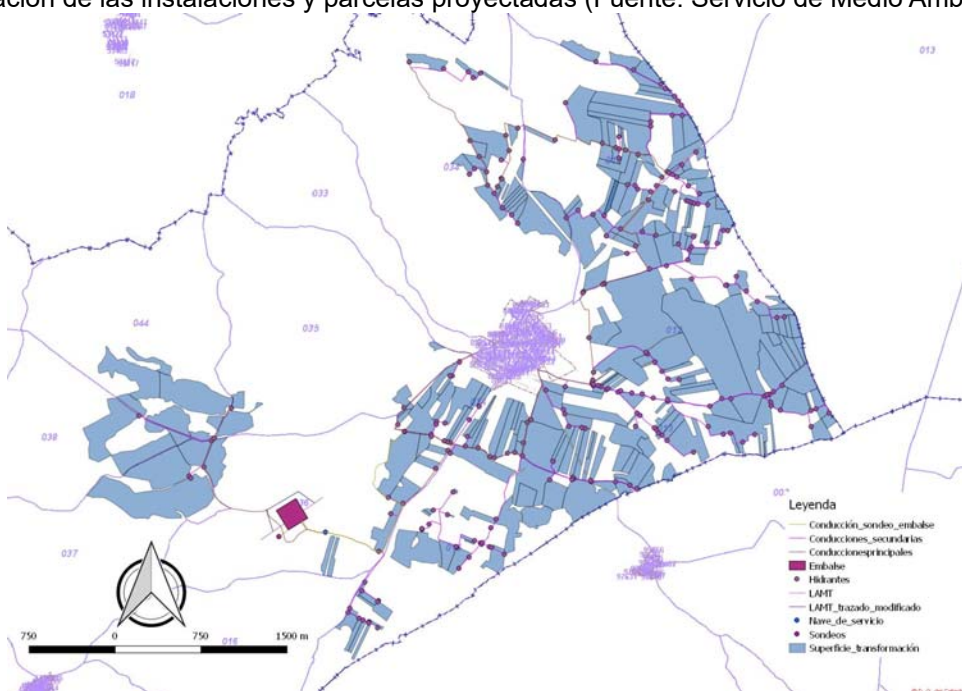 ación de las instalaciones y parcelas proyectadas (Fuente: Servicio de Medio Amb
013
018
034
033
044
035
038
037
016
Leyenda
Conducción_sondeo_embalse
Conducciones_secundarias
Conduccionesprincipales
Embalse
Hidrantes
LAMT
LAMT_trazado_modificado
Nave_de_servicio
Sondeos
Superficie_transformación
750 0 750 1500 m